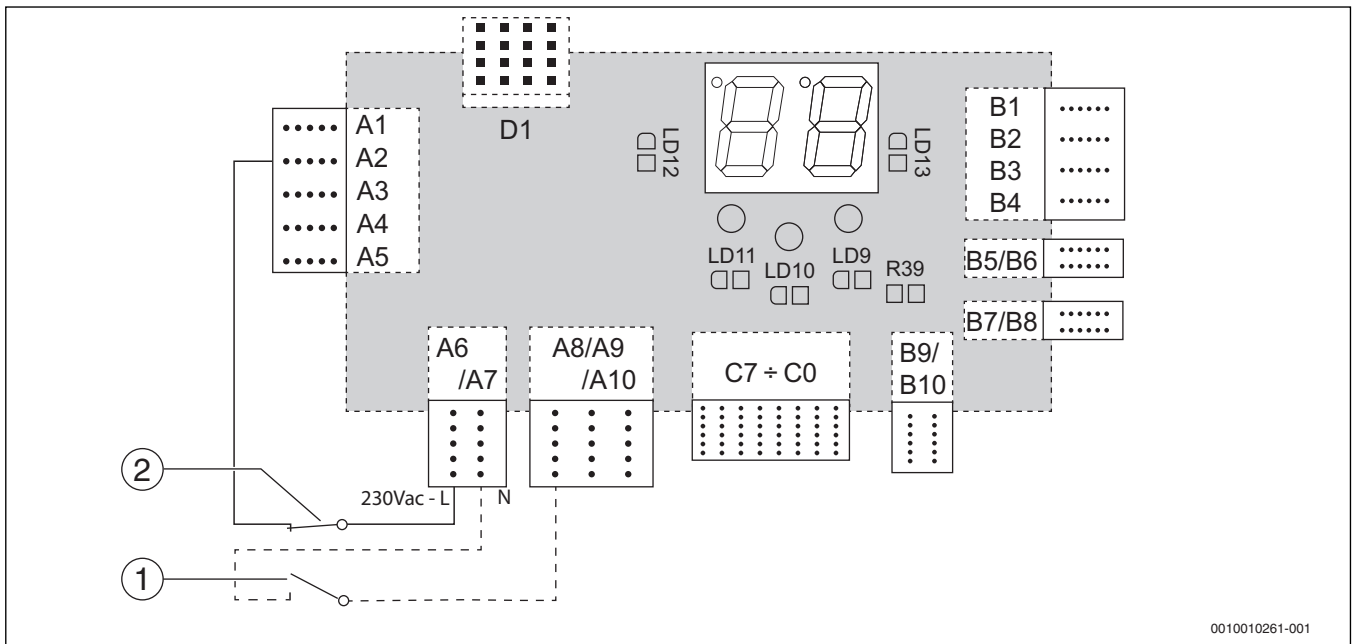 D1
A1
A2
A3
A4
A5
LD12
LD13
B1
B2
B3
B4
LD11
LD10
LD9
R39
B5/B6
B7/B8
A6
/A7
A8/A9
/A10
C7 ÷ C0
B9/
B10
230Vac - L
N
2
1
0010010261-001